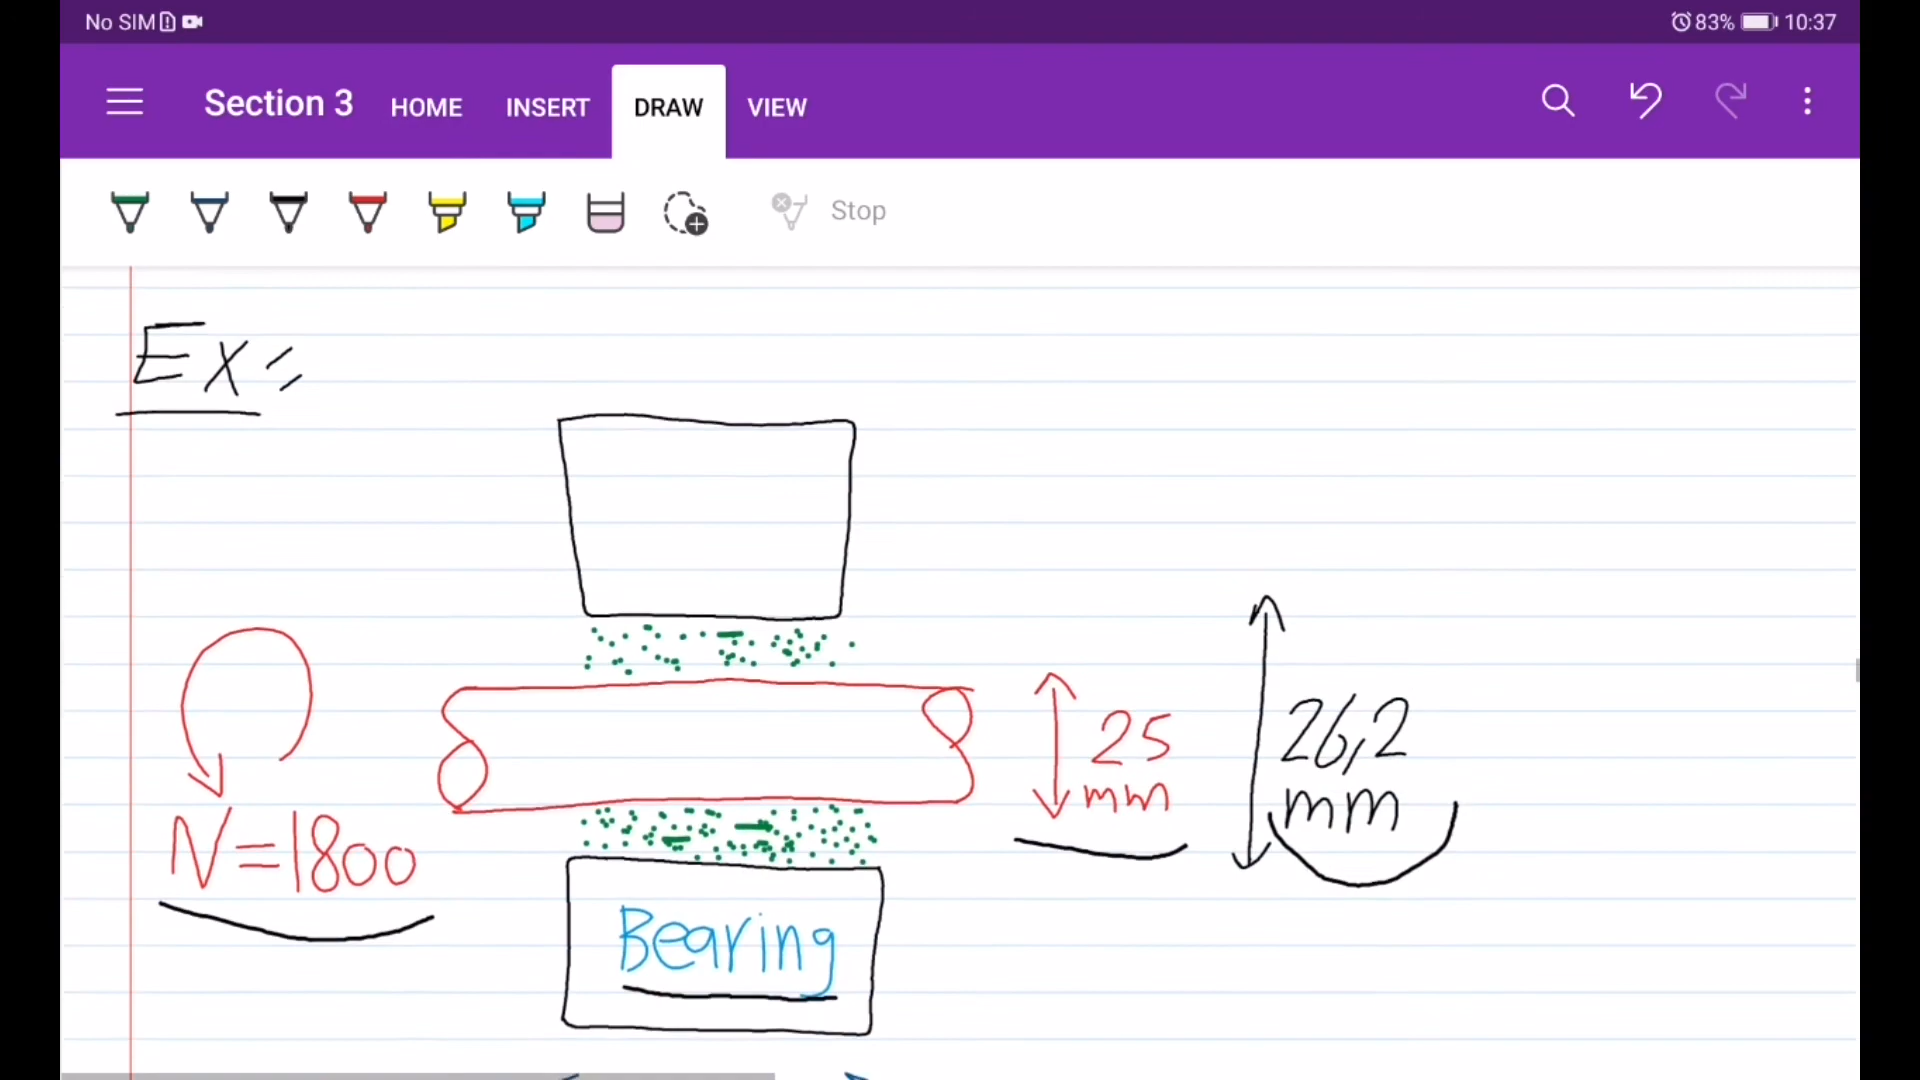 No SIM
83% 10:37
Section 3 HOME INSERT DRAW VIEW
Stop
Ex=
25
mm
26,2
mm
N=1800
Bearing